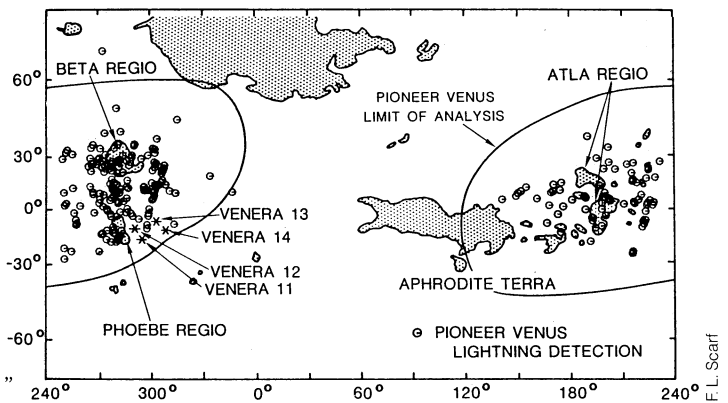 60°
BETA REGIO
ATLA REGIO
PIONEER VENUS
LIMIT OF ANALYSIS
30°
0°
VENERA 13
VENERA 14
VENERA 12
VENERA 11
-30°
APHRODITE TERRA
PHOEBE REGIO
-60°
PIONEER VENUS
LIGHTNING DETECTION
„
240° 300° 0° 60° 120° 180° 240°
F. L. Scarf